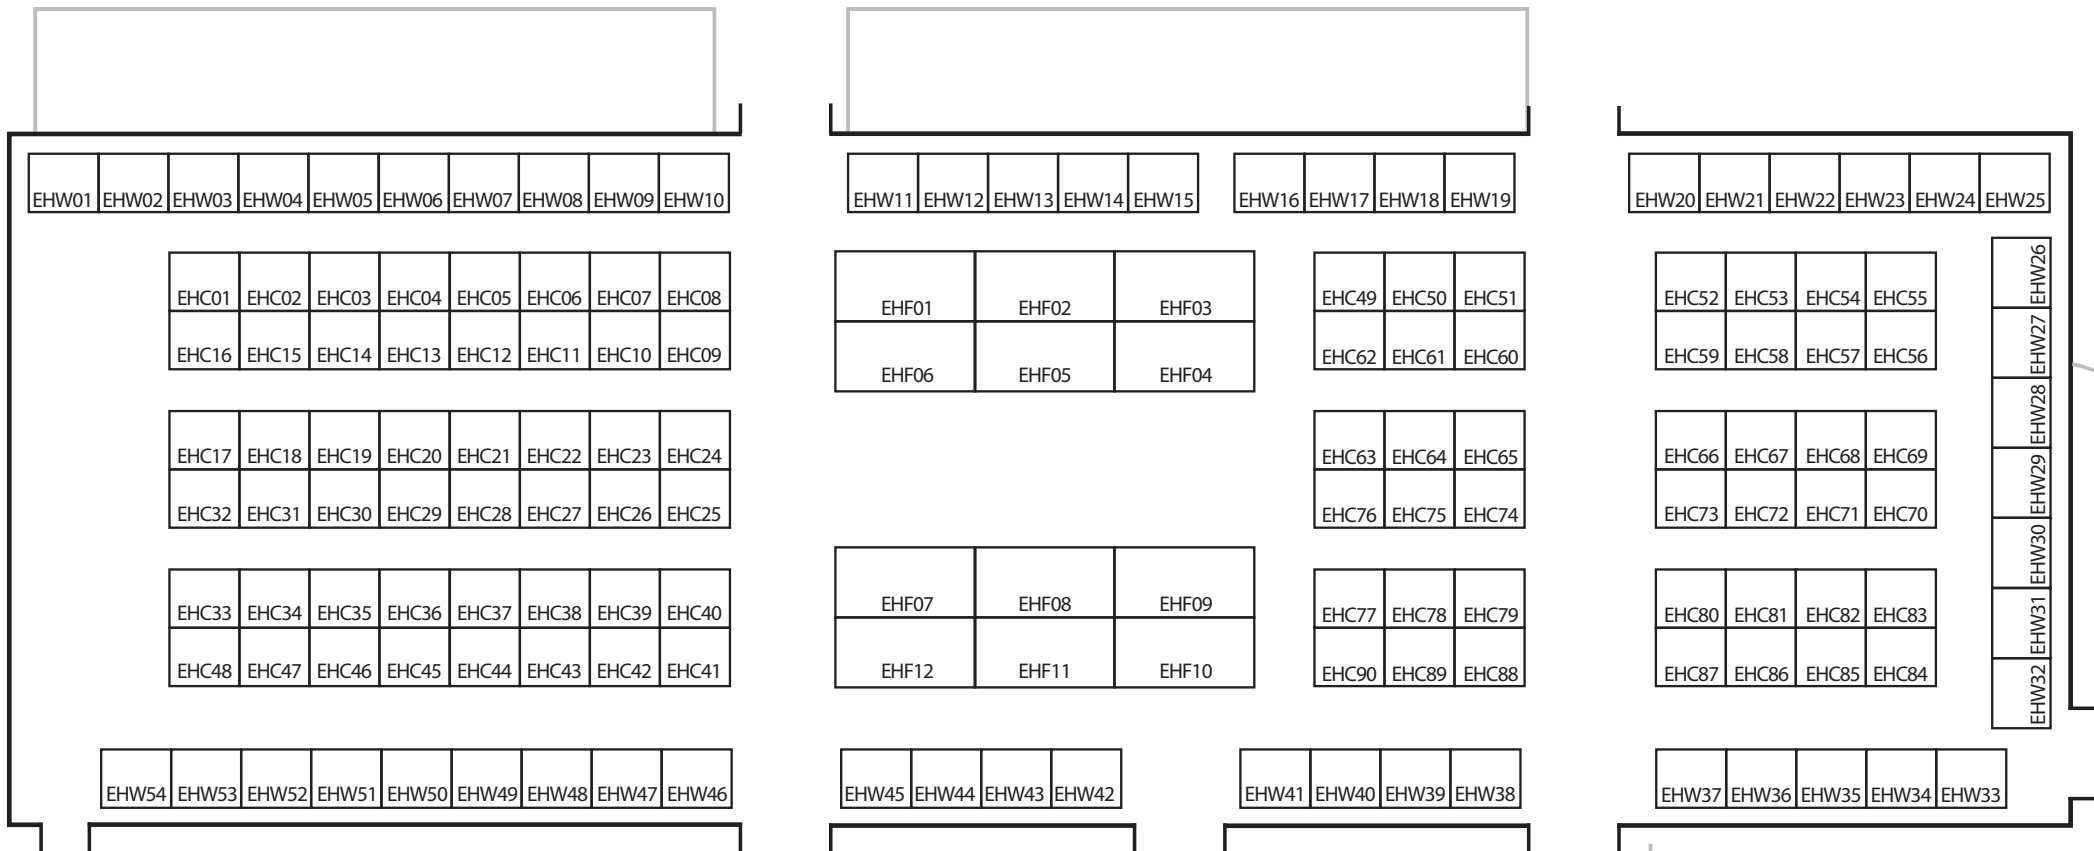 EHW01 EHW02 EHW03 EHW04 EHW05 EHW06 EHW07 EHW08 EHW09 EHW10 EHW11 EHW12 EHW13 EHW14 EHW15 EHW16 EHW17 EHW18 EHW19 EHW20 EHW21 EHW22 EHW23 EHW24 EHW25
EHC01 EHC02 EHC03 EHC04 EHC05 EHC06 EHC07 EHC08 EHF01 EHF02 EHF03 EHC49 EHC50 EHC51 EHC52 EHC53 EHC54 EHC55 EHW26
EHC16 EHC15 EHC14 EHC13 EHC12 EHC11 EHC10 EHC09 EHF06 EHF05 EHF04 EHC62 EHC61 EHC60 EHC59 EHC58 EHC57 EHC56 EHW27
EHW28
EHC17 EHC18 EHC19 EHC20 EHC21 EHC22 EHC23 EHC24 EHC63 EHC64 EHC65 EHC66 EHC67 EHC68 EHC69
EHW29
EHC32 EHC31 EHC30 EHC29 EHC28 EHC27 EHC26 EHC25 EHC76 EHC75 EHC74 EHC73 EHC72 EHC71 EHC70
EHW30
EHC33 EHC34 EHC35 EHC36 EHC37 EHC38 EHC39 EHC40 EHF07 EHF08 EHF09 EHC77 EHC78 EHC79 EHC80 EHC81 EHC82 EHC83 EHW31
EHC48 EHC47 EHC46 EHC45 EHC44 EHC43 EHC42 EHC41 EHF12 EHF11 EHF10 EHC90 EHC89 EHC88 EHC87 EHC86 EHC85 EHC84 EHW32
EHW54 EHW53 EHW52 EHW51 EHW50 EHW49 EHW48 EHW47 EHW46 EHW45 EHW44 EHW43 EHW42 EHW41 EHW40 EHW39 EHW38 EHW37 EHW36 EHW35 EHW34 EHW33